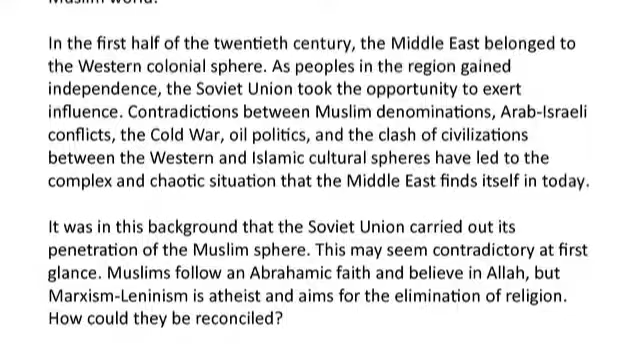 In the first half of the twentieth century, the Middle East belonged to
the Western colonial sphere. As peoples in the region gained
independence, the Soviet Union took the opportunity to exert
influence. Contradictions between Muslim denominations, Arab-Israeli
conflicts, the Cold War, oil politics, and the clash of civilizations
between the Western and Islamic cultural spheres have led to the
complex and chaotic situation that the Middle East finds itself in today.
It was in this background that the Soviet Union carried out its
penetration of the Muslim sphere. This may seem contradictory at first
glance. Muslims follow an Abrahamic faith and believe in Allah, but
Marxism-Leninism is atheist and aims for the elimination of religion.
How could they be reconciled?